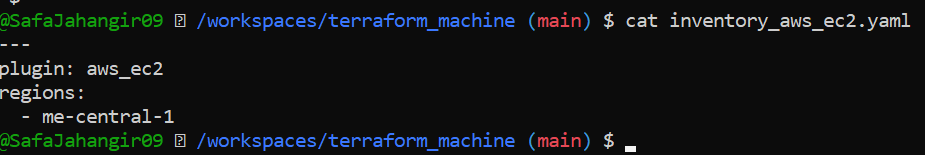 @SafaJahangir09 ➜ /workspaces/terraform_machine (main) $ cat inventory_aws_ec2.yaml
---
plugin: aws_ec2
regions:
  - me-central-1
@SafaJahangir09 ➜ /workspaces/terraform_machine (main) $